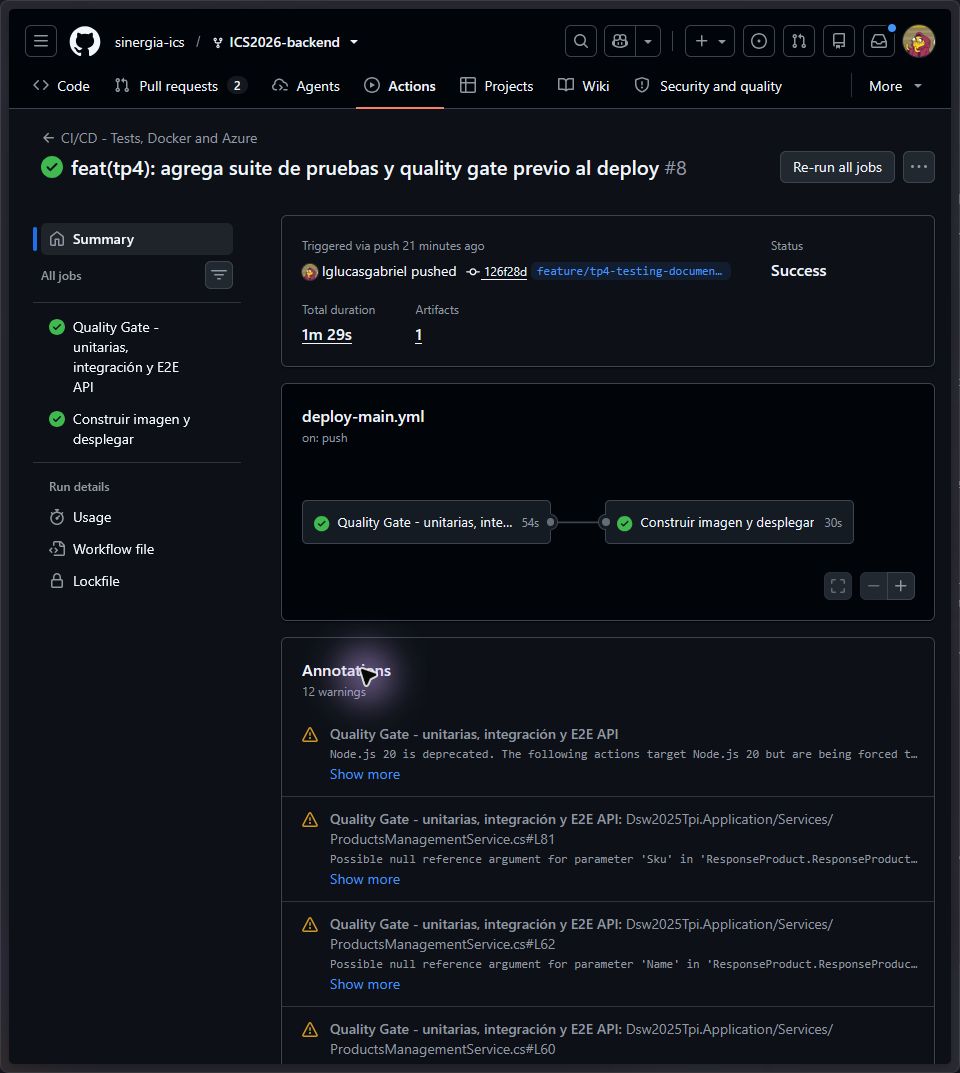 sinergia-ics / ICS2026-backend
Code Pull requests 2 Agents Actions Projects Wiki Security and quality More
CI/CD - Tests, Docker and Azure
feat(tp4): agrega suite de pruebas y quality gate previo al deploy #8
Re-run all jobs
Summary
All jobs
Quality Gate -
unitarias,
integración y E2E
API
Construir imagen y
desplegar
Run details
Usage
Workflow file
Lockfile
Triggered via push 21 minutes ago
lglucasgabriel pushed 126f28d feature/tp4-testing-documen…
Status
Success
Total duration
1m 29s
Artifacts
1
deploy-main.yml
on: push
Quality Gate - unitarias, inte... 54s
Construir imagen y desplegar 30s
Annotations
12 warnings
Quality Gate - unitarias, integración y E2E API
Node.js 20 is deprecated. The following actions target Node.js 20 but are being forced t…
Show more
Quality Gate - unitarias, integración y E2E API: Dsw2025Tpi.Application/Services/
ProductsManagementService.cs#L81
Possible null reference argument for parameter 'Sku' in 'ResponseProduct.ResponseProduct…
Show more
Quality Gate - unitarias, integración y E2E API: Dsw2025Tpi.Application/Services/
ProductsManagementService.cs#L62
Possible null reference argument for parameter 'Name' in 'ResponseProduct.ResponseProduc…
Show more
Quality Gate - unitarias, integración y E2E API: Dsw2025Tpi.Application/Services/
ProductsManagementService.cs#L60